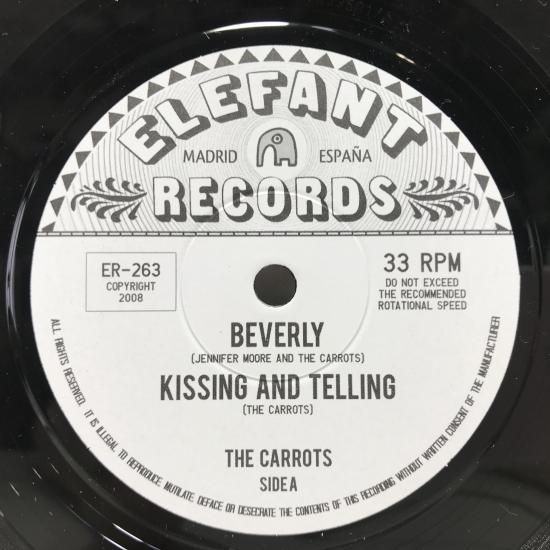 ELEFANT
MADRID ESPAÑA
RECORDS
ER-263
COPYRIGHT
2008
33 RPM
DO NOT EXCEED
THE RECOMMENDED
ROTATIONAL SPEED
BEVERLY
(JENNIFER MOORE AND THE CARROTS)
KISSING AND TELLING
(THE CARROTS)
THE CARROTS
SIDE A
ALL RIGHTS RESERVED. IT IS ILLEGAL TO REPRODUCE, MUTILATE, DEFACE OR DESECRATE THE CONTENTS OF THIS RECORDING WITHOUT WRITTEN CONSENT OF THE MANUFACTURER